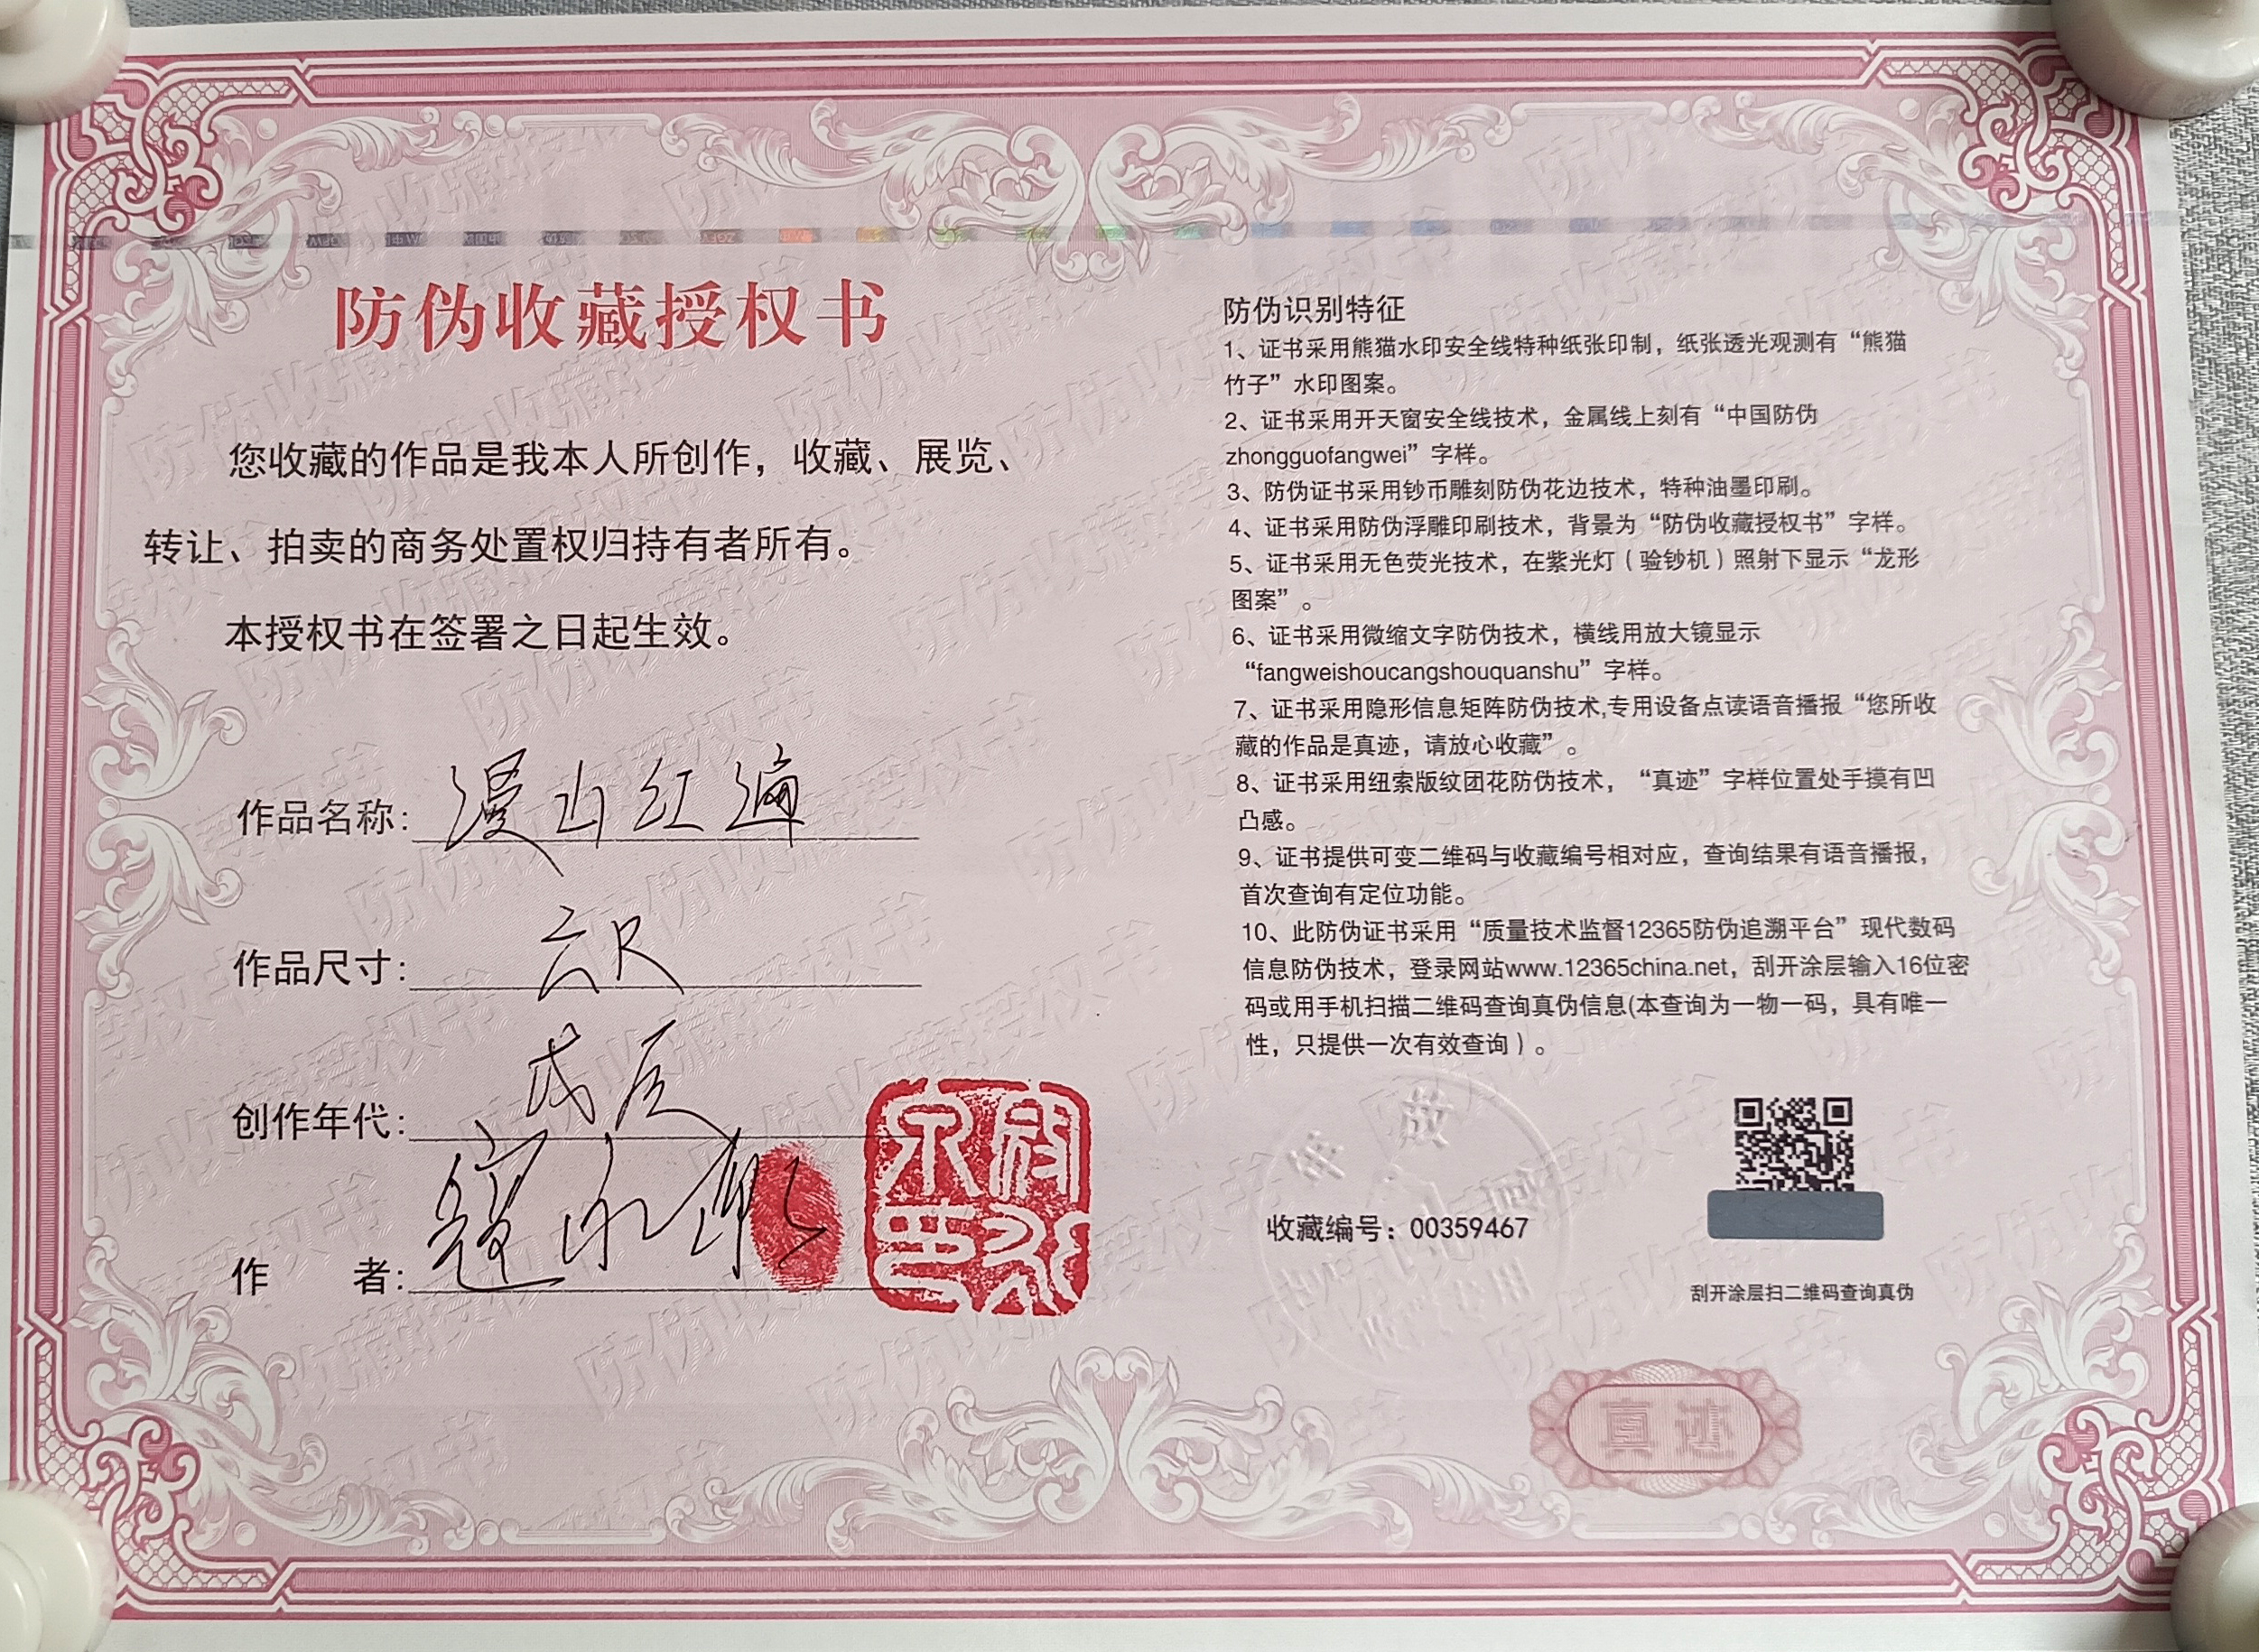 防伪收藏授权书
您收藏的作品是我本人所创作，收藏、展览、
转让、拍卖的商务处置权归持有者所有。
本授权书在签署之日起生效。
作品名称：漫山红遍
作品尺寸：六尺
创作年代：戊辰
作 者：
防伪识别特征
1、证书采用熊猫水印安全线特种纸张印制，纸张透光观测有“熊猫
竹子”水印图案。
2、证书采用开天窗安全线技术，金属线上刻有“中国防伪
zhongguofangwei”字样。
3、防伪证书采用钞币雕刻防伪花边技术，特种油墨印刷。
4、证书采用防伪浮雕印刷技术，背景为“防伪收藏授权书”字样。
5、证书采用无色荧光技术，在紫光灯（验钞机）照射下显示“龙形
图案”。
6、证书采用微缩文字防伪技术，横线用放大镜显示
“fangweishoucangshouquanshu”字样。
7、证书采用隐形信息矩阵防伪技术,专用设备点读语音播报“您所收
藏的作品是真迹，请放心收藏”。
8、证书采用纽索版纹团花防伪技术，“真迹”字样位置处手摸有凹
凸感。
9、证书提供可变二维码与收藏编号相对应，查询结果有语音播报，
首次查询有定位功能。
10、此防伪证书采用“质量技术监督12365防伪追溯平台”现代数码
信息防伪技术，登录网站www.12365china.net，刮开涂层输入16位密
码或用手机扫描二维码查询真伪信息(本查询为一物一码，具有唯一
性，只提供一次有效查询）。
收藏编号：00359467
刮开涂层扫二维码查询真伪
真迹